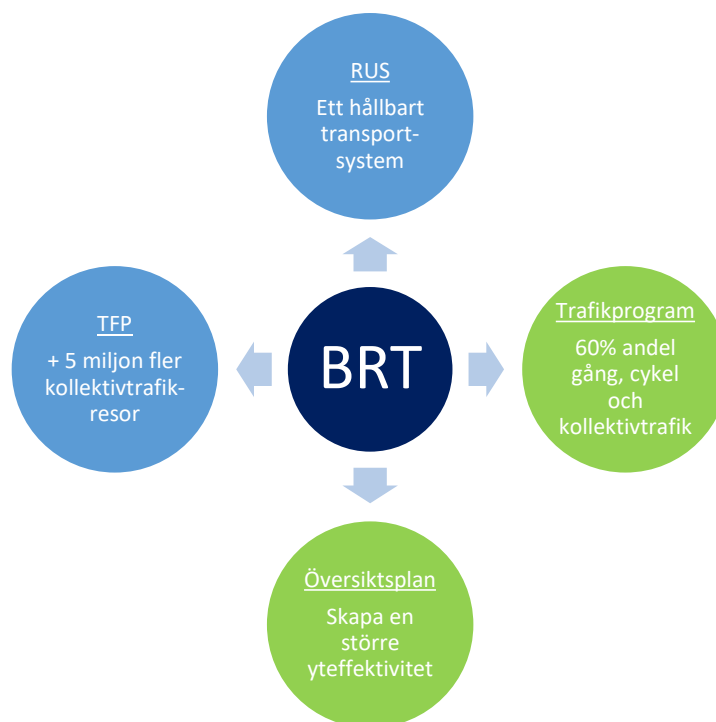 RUS
Ett hållbart
transport-
system
TFP
+ 5 miljon fler
kollektivtrafik-
resor
BRT
Trafikprogram
60% andel
gång, cykel
och
kollektivtrafik
Översiktsplan
Skapa en
större
yteffektivitet